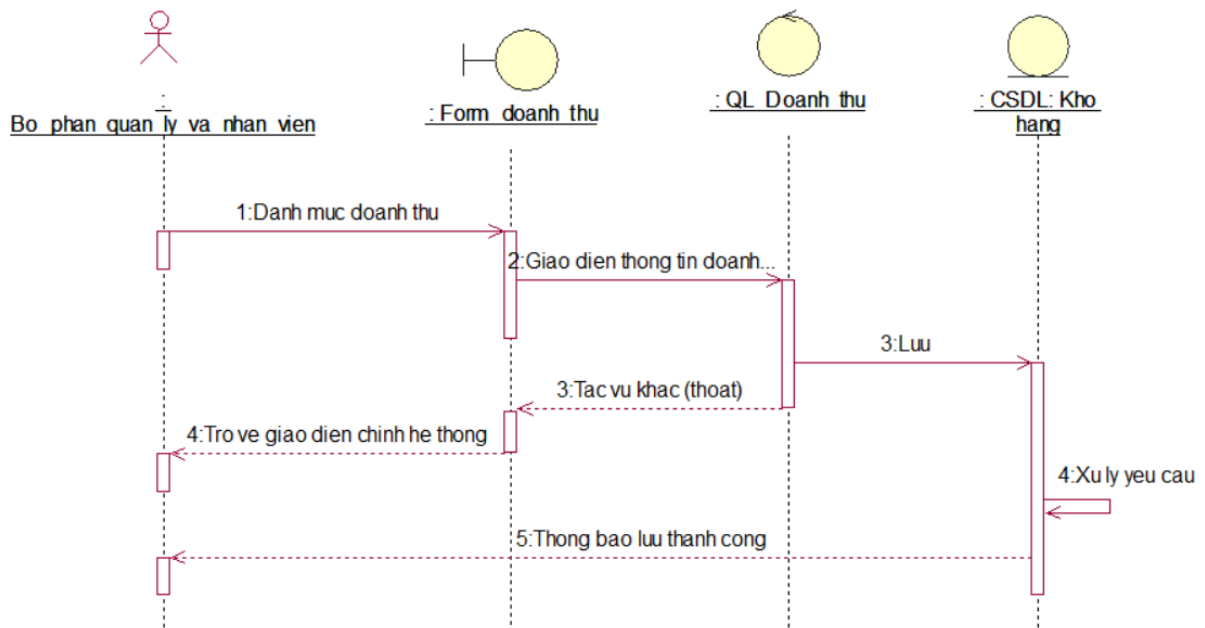 :
Bo phan quan ly va nhan vien
: Form doanh thu
: QL Doanh thu
: CSDL: Kho
hang
1:Danh muc doanh thu
2:Giao dien thong tin doanh...
3:Luu
3:Tac vu khac (thoat)
4:Tro ve giao dien chinh he thong
4:Xu ly yeu cau
5:Thong bao luu thanh cong